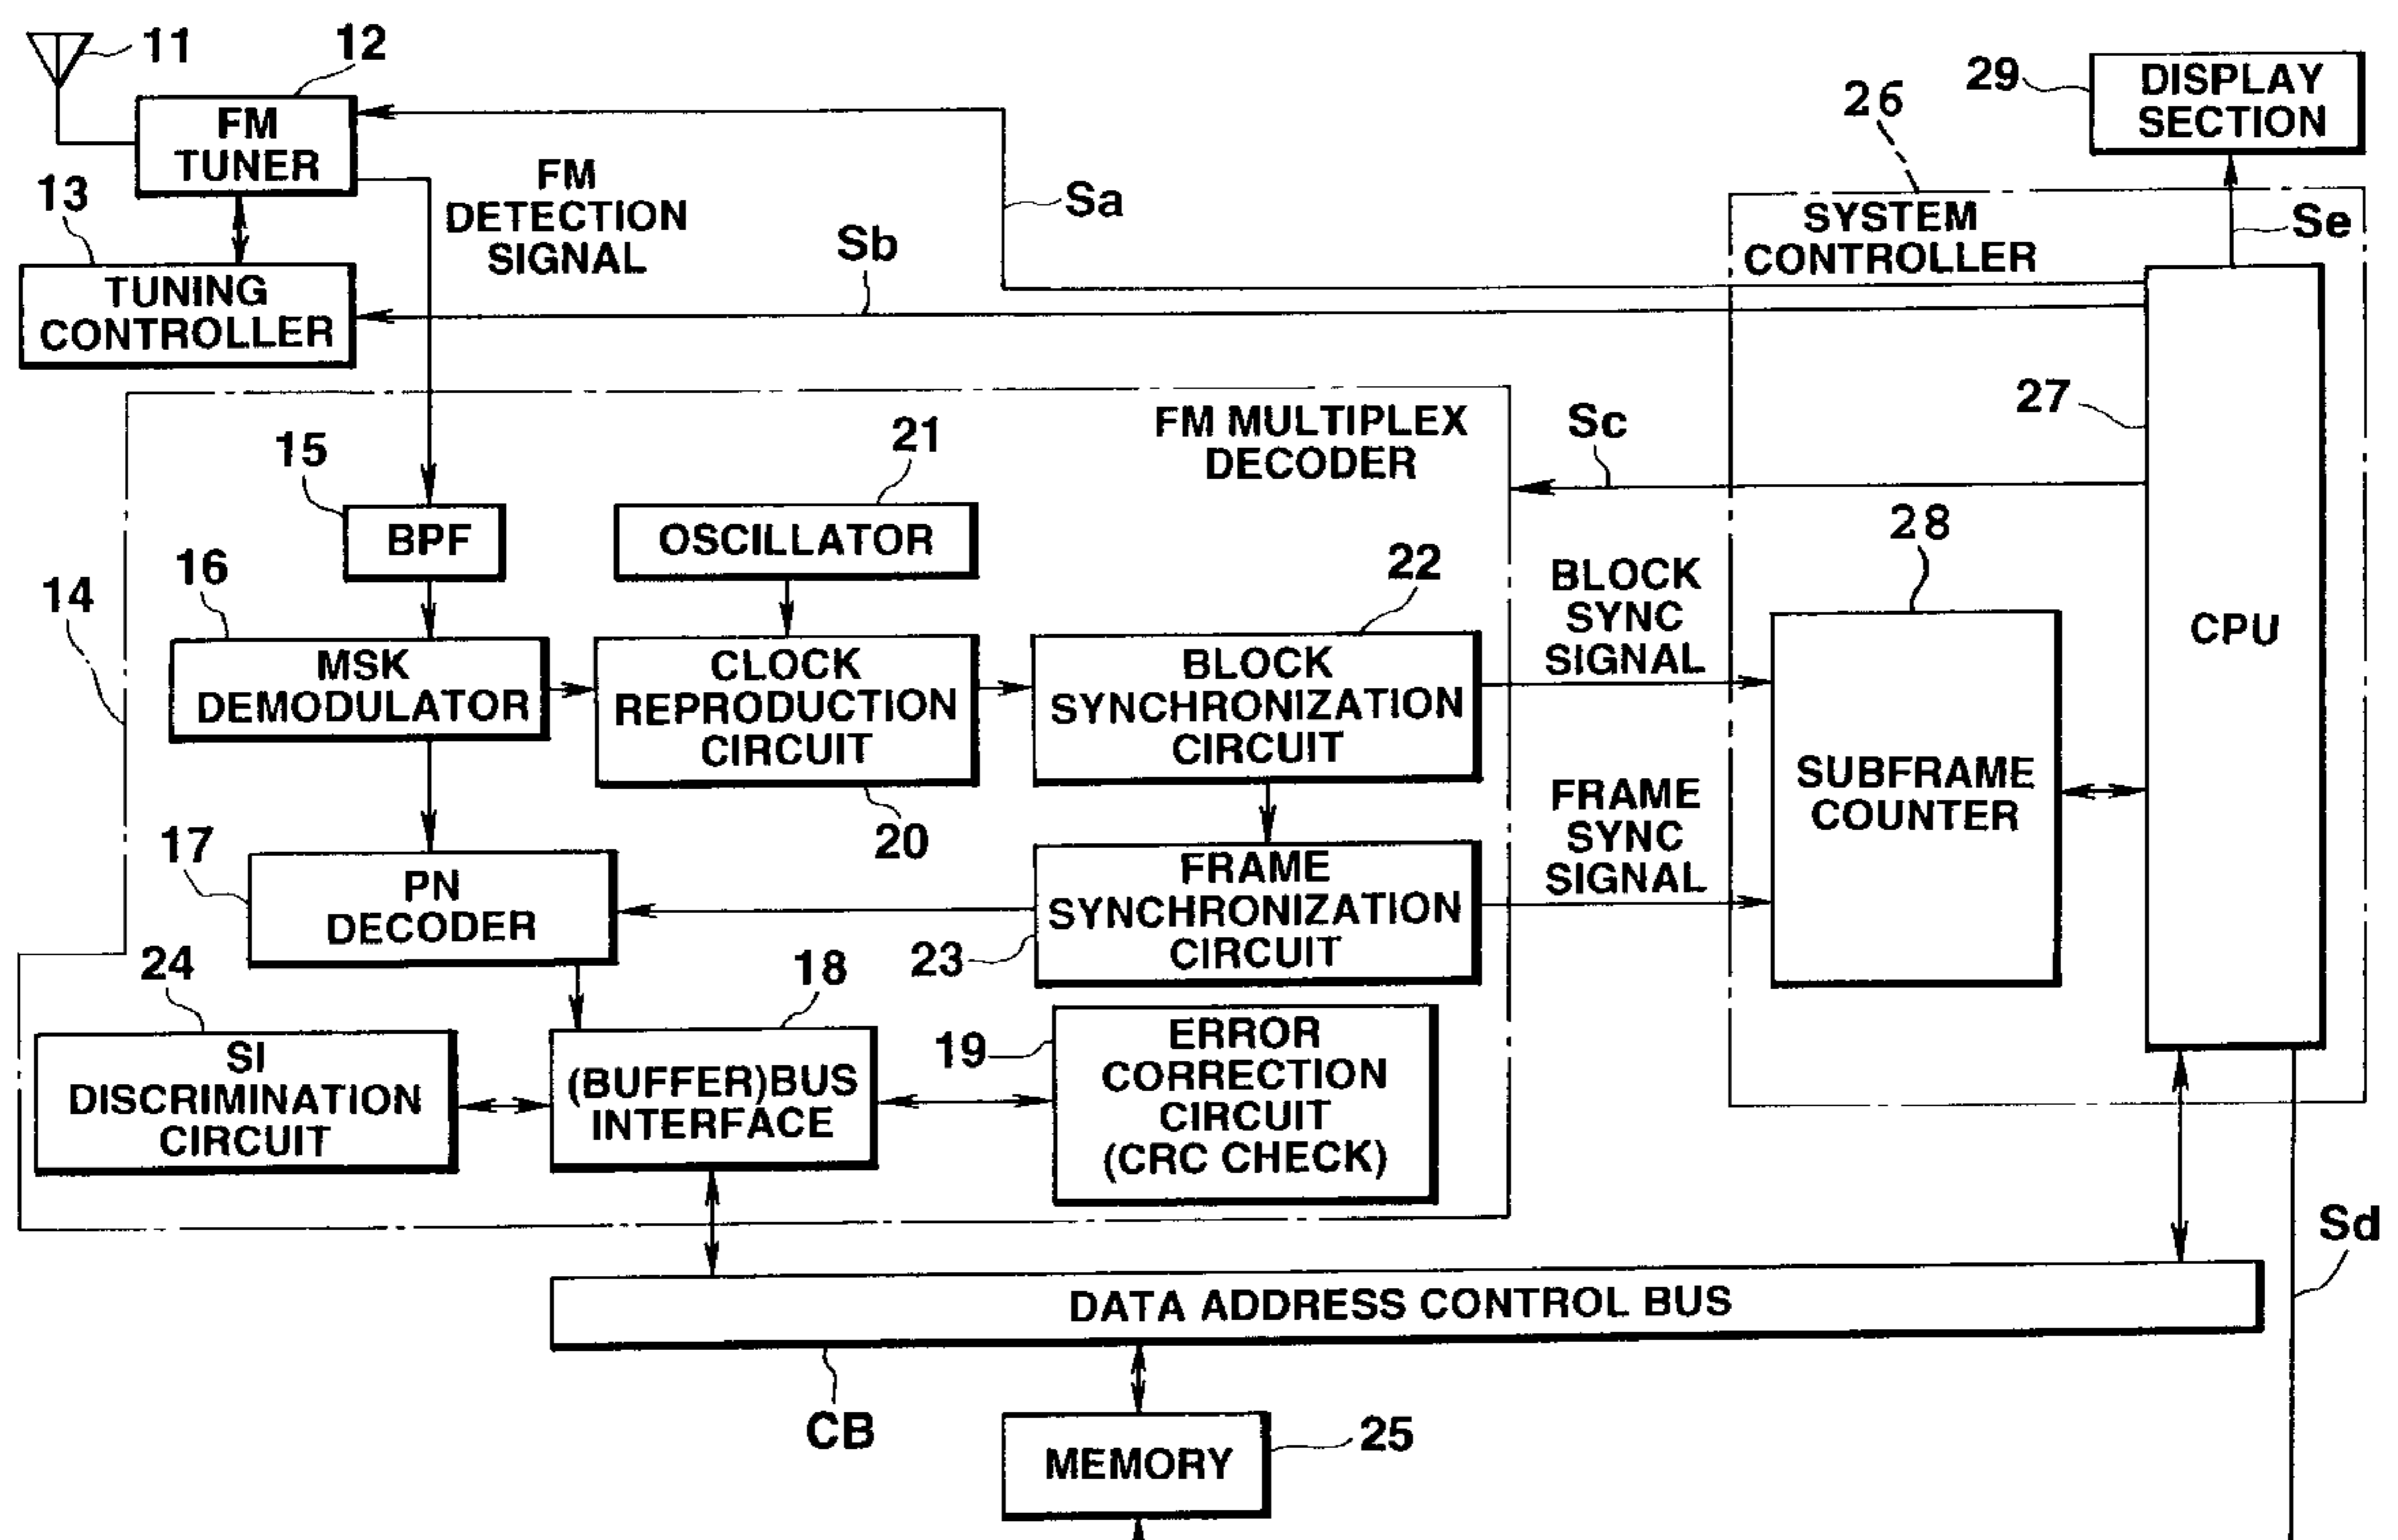 11
12
FM
TUNER
13
TUNING
CONTROLLER
FM
DETECTION
SIGNAL
Sa
Sb
26
29
DISPLAY
SECTION
SYSTEM
CONTROLLER
Se
27
CPU
FM MULTIPLEX
DECODER
Sc
14
15
BPF
21
OSCILLATOR
16
MSK
DEMODULATOR
CLOCK
REPRODUCTION
CIRCUIT
20
22
BLOCK
SYNCHRONIZATION
CIRCUIT
BLOCK
SYNC
SIGNAL
28
SUBFRAME
COUNTER
17
PN
DECODER
FRAME
SYNCHRONIZATION
CIRCUIT
23
FRAME
SYNC
SIGNAL
24
SI
DISCRIMINATION
CIRCUIT
18
(BUFFER)BUS
INTERFACE
19
ERROR
CORRECTION
CIRCUIT
(CRC CHECK)
Sd
DATA ADDRESS CONTROL BUS
CB
MEMORY
25